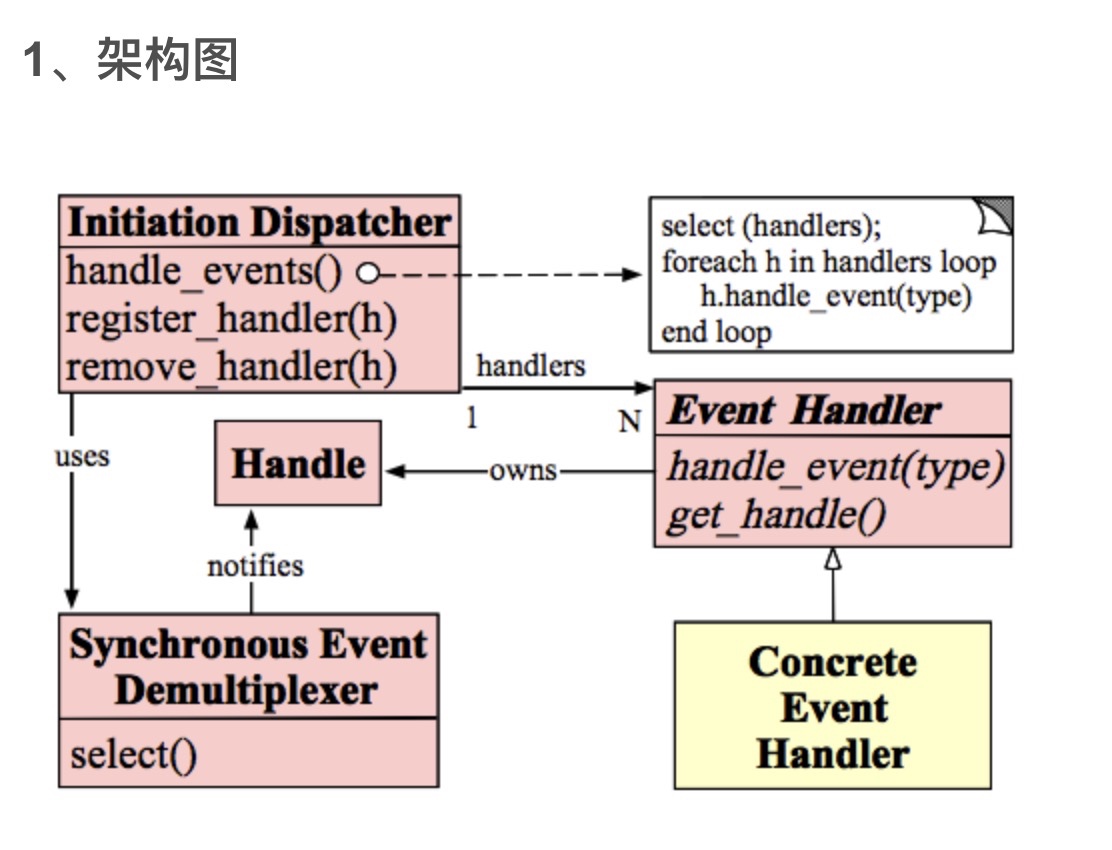 1、架构图
Initiation Dispatcher
handle_events()
register_handler(h)
remove_handler(h)
select (handlers);
foreach h in handlers loop
h.handle_event(type)
end loop
handlers
1
N
Event Handler
handle_event(type)
get_handle()
uses
Handle
owns
notifies
Synchronous Event
Demultiplexer
select()
Concrete
Event
Handler